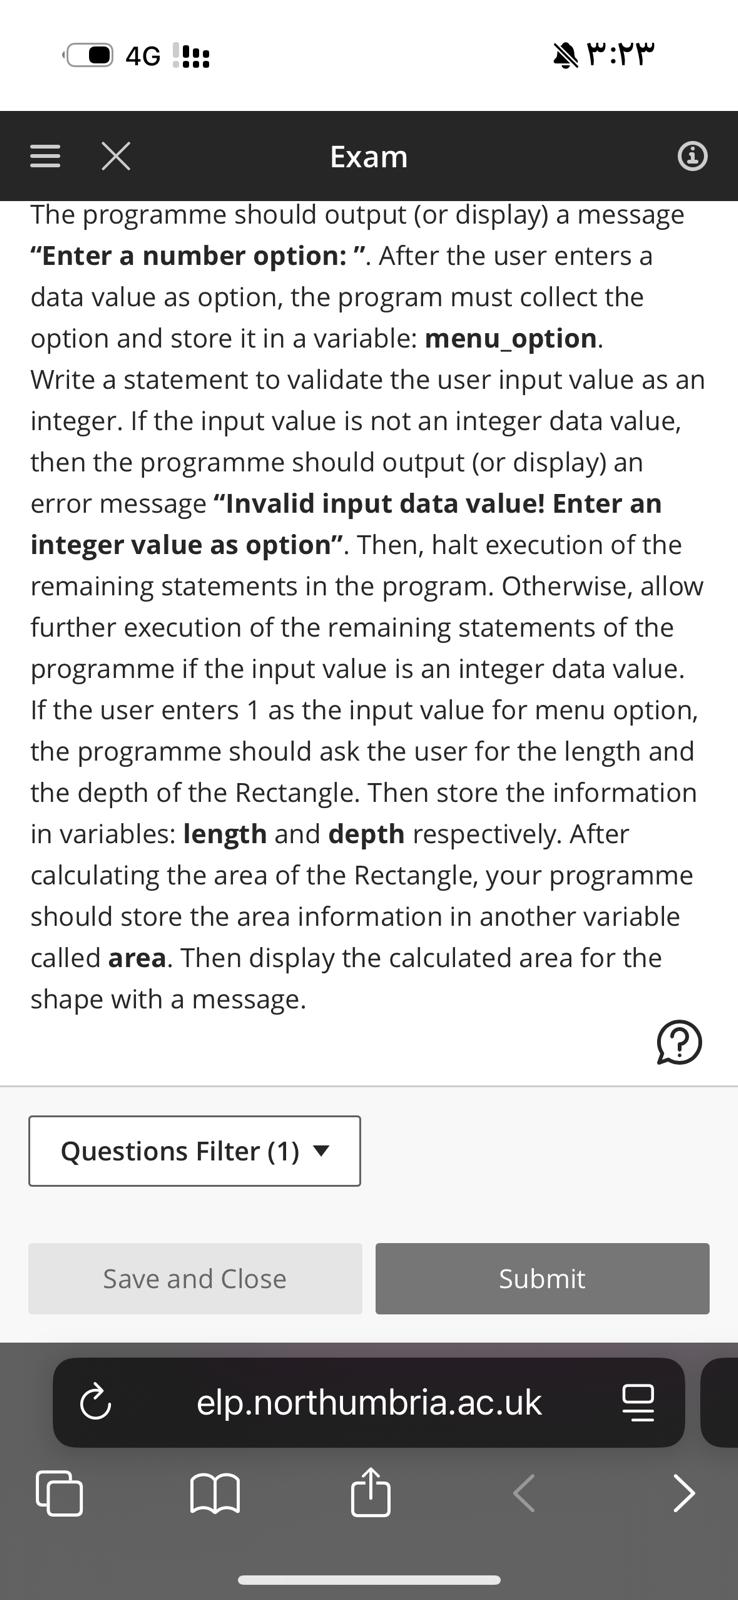 4G
٣:٢٣
Exam
The programme should output (or display) a message
“Enter a number option: ”. After the user enters a
data value as option, the program must collect the
option and store it in a variable: menu_option.
Write a statement to validate the user input value as an
integer. If the input value is not an integer data value,
then the programme should output (or display) an
error message “Invalid input data value! Enter an
integer value as option”. Then, halt execution of the
remaining statements in the program. Otherwise, allow
further execution of the remaining statements of the
programme if the input value is an integer data value.
If the user enters 1 as the input value for menu option,
the programme should ask the user for the length and
the depth of the Rectangle. Then store the information
in variables: length and depth respectively. After
calculating the area of the Rectangle, your programme
should store the area information in another variable
called area. Then display the calculated area for the
shape with a message.
Questions Filter (1)
Save and Close
Submit
elp.northumbria.ac.uk